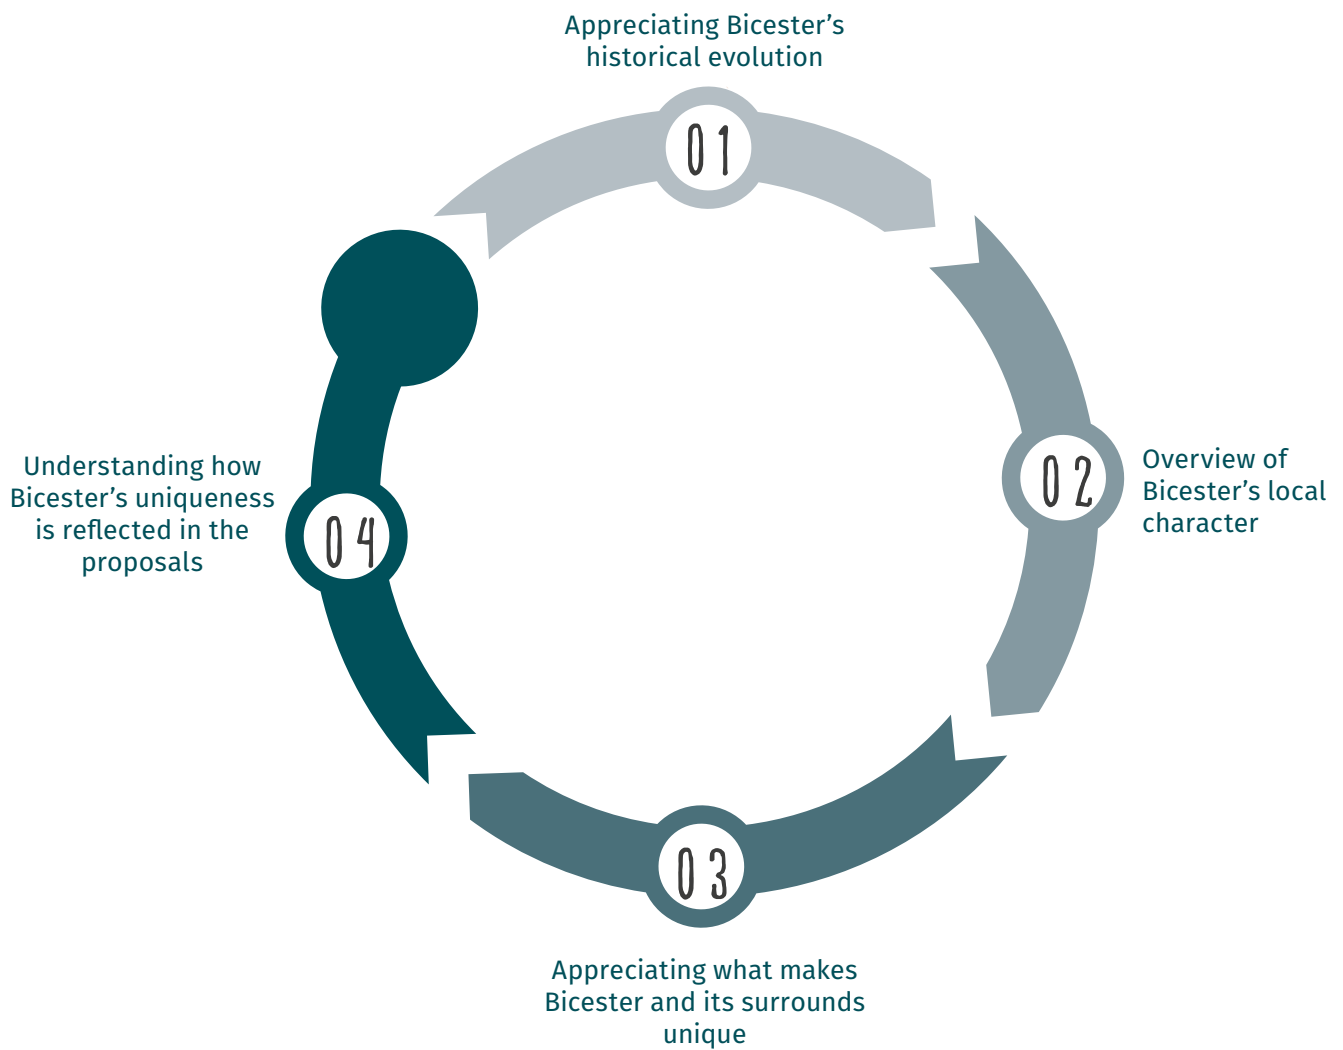 Appreciating Bicester’s
historical evolution
01
02
Overview of
Bicester’s local
character
03
Appreciating what makes
Bicester and its surrounds
unique
04
Understanding how
Bicester’s uniqueness
is reflected in the
proposals